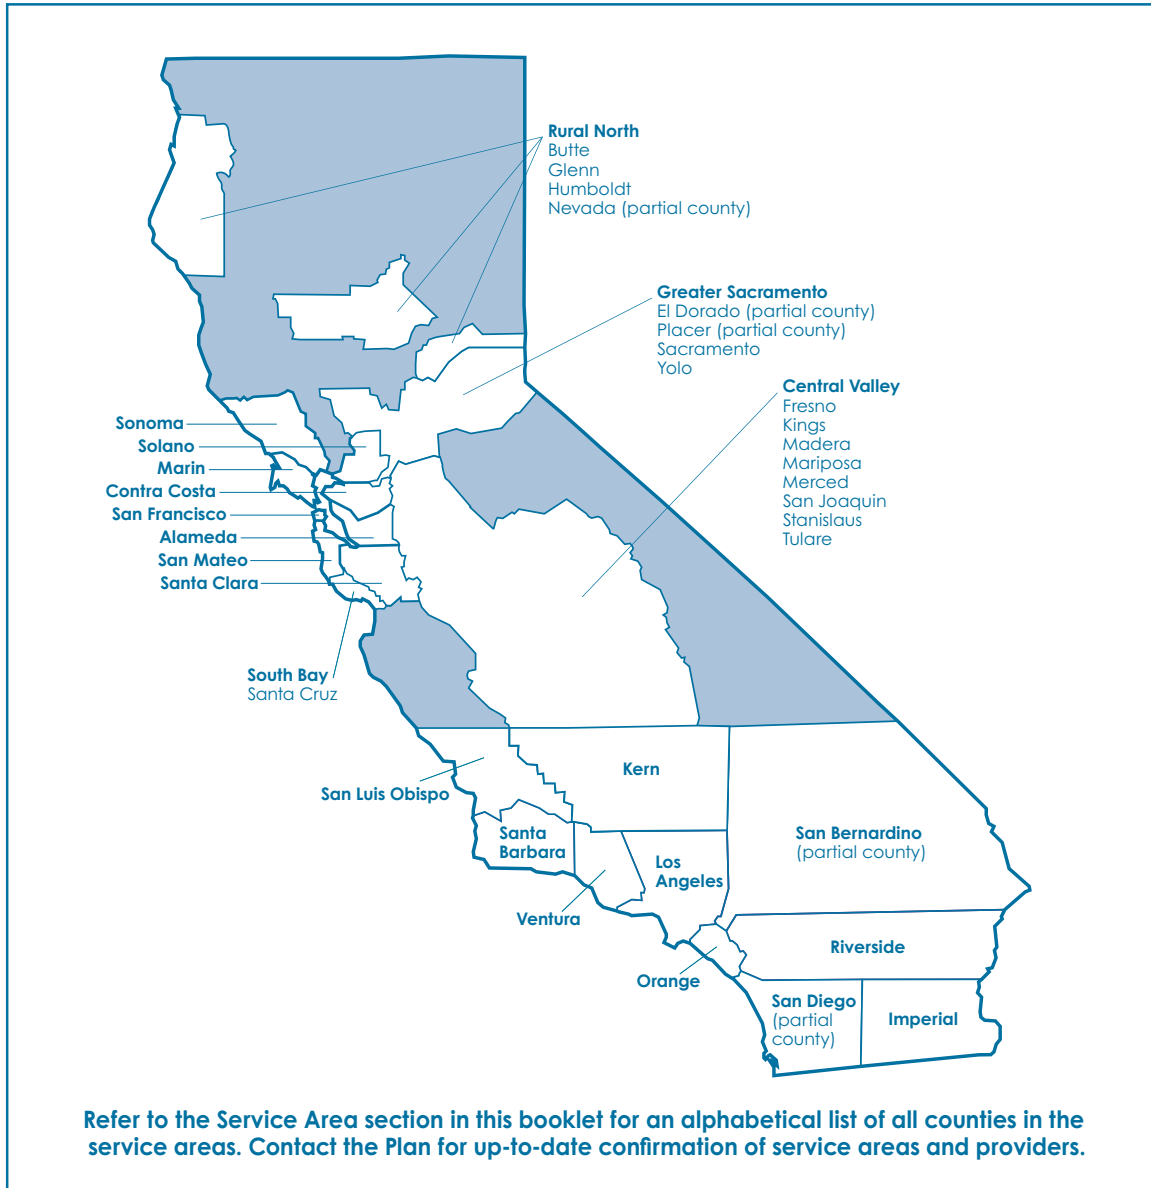 Rural North
Butte
Glenn
Humboldt
Nevada (partial county)
Greater Sacramento
El Dorado (partial county)
Placer (partial county)
Sacramento
Yolo
Central Valley
Fresno
Kings
Madera
Mariposa
Merced
San Joaquin
Stanislaus
Tulare
Sonoma
Solano
Marin
Contra Costa
San Francisco
Alameda
San Mateo
Santa Clara
South Bay
Santa Cruz
San Luis Obispo
Kern
Santa
Barbara
Los
Angeles
San Bernardino
(partial county)
Ventura
Riverside
Orange
San Diego
(partial
county)
Imperial
Refer to the Service Area section in this booklet for an alphabetical list of all counties in the
service areas. Contact the Plan for up-to-date confirmation of service areas and providers.